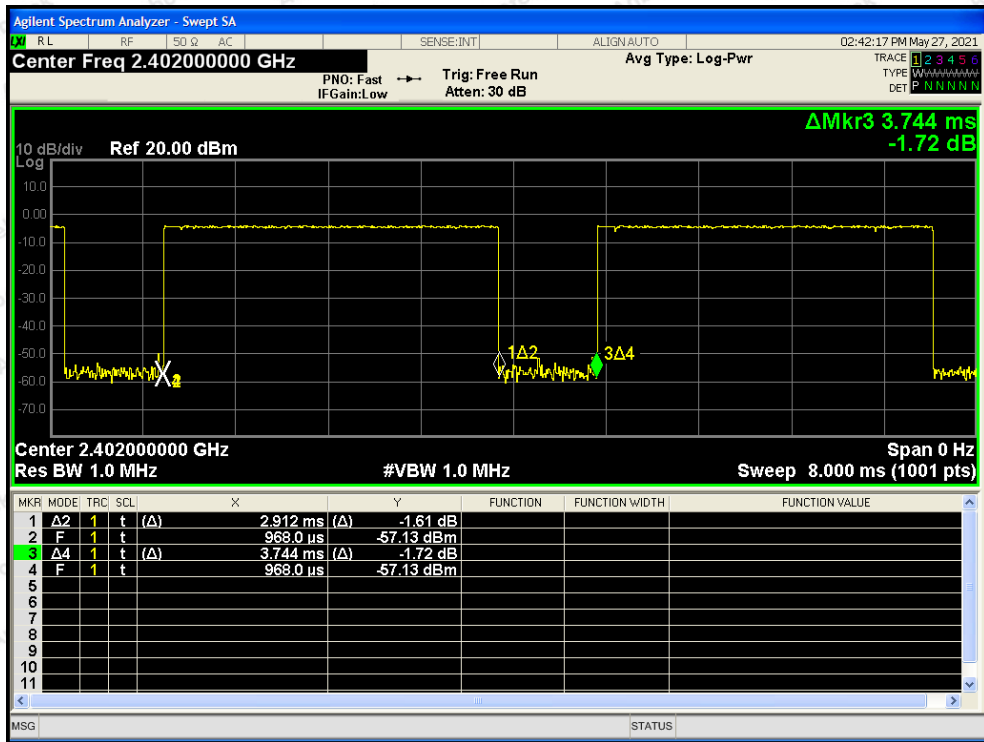 Agilent Spectrum Analyzer - Swept SA
LXI RL RF 50 Ω AC SENSE:INT ALIGN AUTO 02:42:17 PM May 27, 2021
Center Freq 2.402000000 GHz Avg Type: Log-Pwr TRACE 1 2 3 4 5 6
PNO: Fast Trig: Free Run TYPE WWWWWW
IFGain:Low Atten: 30 dB DET P N N N N N
ΔMkr3 3.744 ms
-1.72 dB
10 dB/div Ref 20.00 dBm
Log
10.0
0.00
-10.0
-20.0
-30.0
-40.0
-50.0
1Δ2 3Δ4
-60.0
-70.0
Center 2.402000000 GHz Span 0 Hz
Res BW 1.0 MHz #VBW 1.0 MHz Sweep 8.000 ms (1001 pts)
MKR MODE TRC SCL X Y FUNCTION FUNCTION WIDTH FUNCTION VALUE
1 Δ2 1 t (Δ) 2.912 ms (Δ) -1.61 dB
2 F 1 t 968.0 µs -57.13 dBm
3 Δ4 1 t (Δ) 3.744 ms (Δ) -1.72 dB
4 F 1 t 968.0 µs -57.13 dBm
5
6
7
8
9
10
11
MSG STATUS